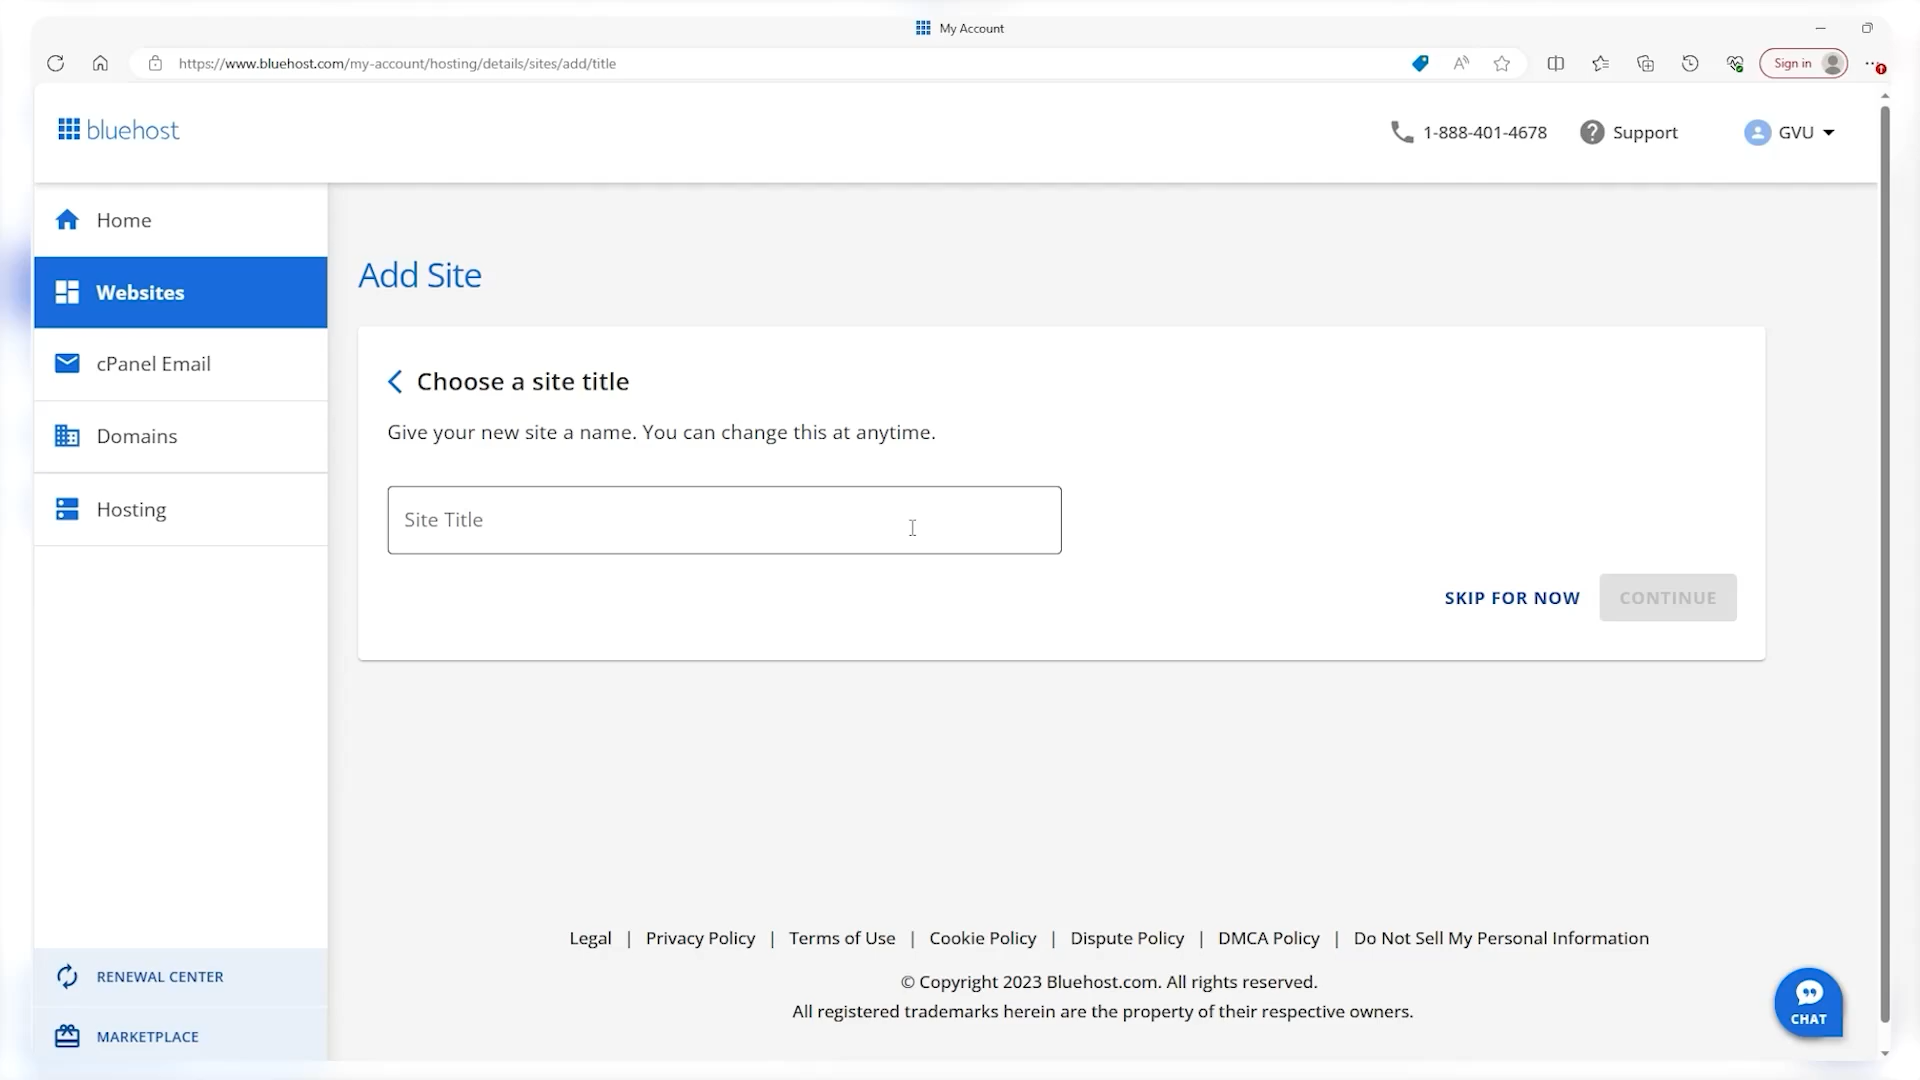 My Account
https://www.bluehost.com/my-account/hosting/details/sites/add/title
Sign in
bluehost
1-888-401-4678
Support
GVU
Home
Websites
cPanel Email
Domains
Hosting
RENEWAL CENTER
MARKETPLACE
Add Site
Choose a site title
Give your new site a name. You can change this at anytime.
Site Title
SKIP FOR NOW
CONTINUE
Legal | Privacy Policy | Terms of Use | Cookie Policy | Dispute Policy | DMCA Policy | Do Not Sell My Personal Information
© Copyright 2023 Bluehost.com. All rights reserved.
All registered trademarks herein are the property of their respective owners.
CHAT